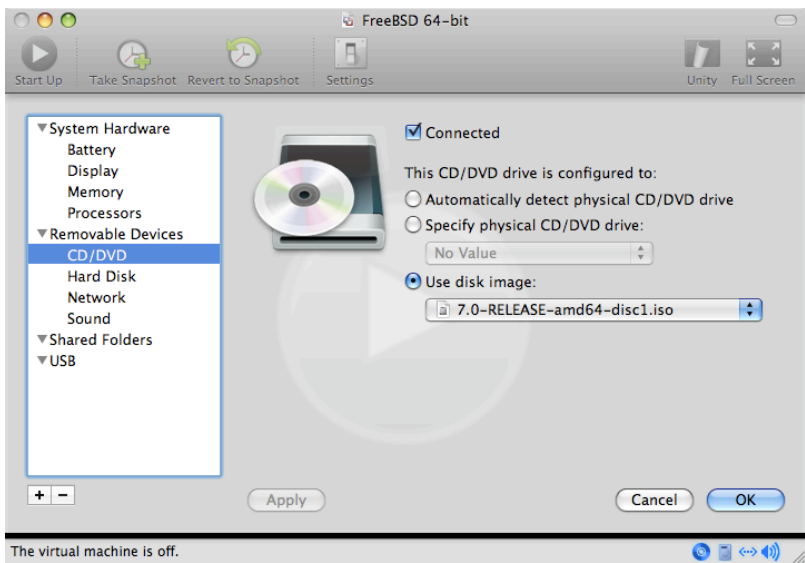 FreeBSD 64-bit
Start Up Take Snapshot Revert to Snapshot Settings Unity Full Screen
System Hardware
Battery
Display
Memory
Processors
Removable Devices
CD/DVD
Hard Disk
Network
Sound
Shared Folders
USB
Connected
This CD/DVD drive is configured to:
Automatically detect physical CD/DVD drive
Specify physical CD/DVD drive:
No Value
Use disk image:
7.0-RELEASE-amd64-disc1.iso
+ −
Apply Cancel OK
The virtual machine is off.